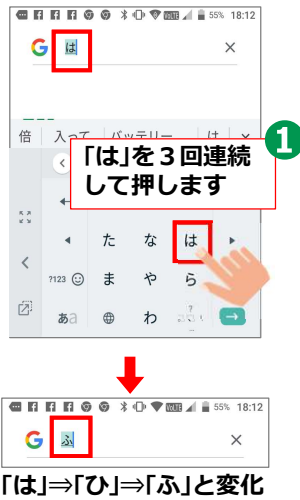 55% 18:12
G は ×
倍 入って バッテリー は
1
「は」を３回連続
して押します
た な は
?123 ま や ら
あa わ
55% 18:12
G ふ ×
「は」⇒「ひ」⇒「ふ」と変化